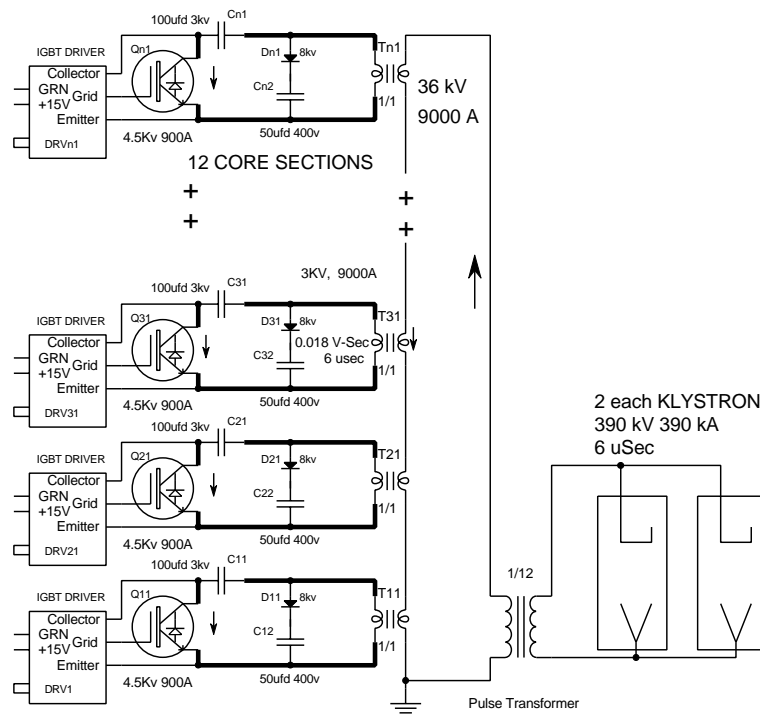 100ufd 3kv Cn1
IGBT DRIVER
Qn1
Collector
GRN
Grid
+15V
Emitter
DRVn1
4.5Kv 900A
Dn1 8kv
Cn2
50ufd 400v
Tn1
1/1
36 kV
9000 A
12 CORE SECTIONS
+ +
+ +
3KV, 9000A
100ufd 3kv C31
IGBT DRIVER
Q31
Collector
GRN
Grid
+15V
Emitter
DRV31
4.5Kv 900A
D31 8kv
0.018 V-Sec
C32 6 usec
50ufd 400v
T31
1/1
100ufd 3kv C21
IGBT DRIVER
Q21
Collector
GRN
Grid
+15V
Emitter
DRV21
4.5Kv 900A
D21 8kv
C22
50ufd 400v
T21
1/1
100ufd 3kv C11
IGBT DRIVER
Q11
Collector
GRN
Grid
+15V
Emitter
DRV1
4.5Kv 900A
D11 8kv
C12
50ufd 400v
T11
1/1
2 each KLYSTRON
390 kV 390 kA
6 uSec
1/12
Pulse Transformer